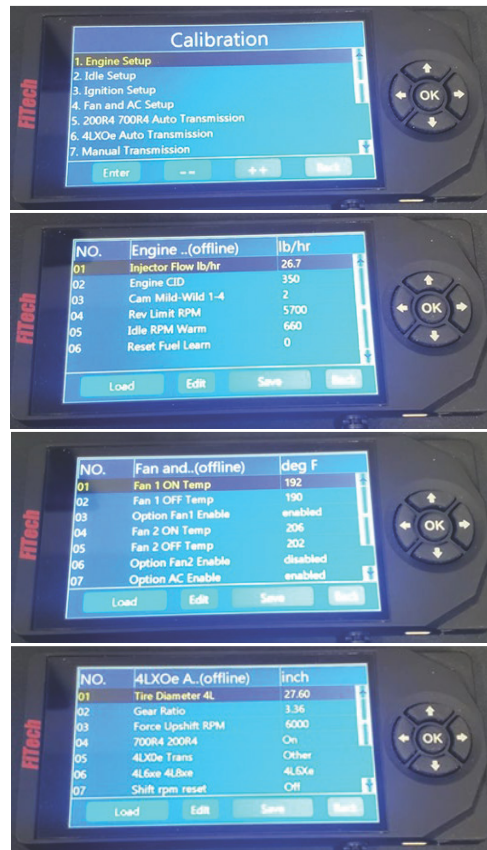 Calibration
1. Engine Setup
2. Idle Setup
3. Ignition Setup
4. Fan and AC Setup
5. 200R4 700R4 Auto Transmission
6. 4LXOe Auto Transmission
7. Manual Transmission
Enter -- ++ Back
FiTech
OK
NO. Engine ..(offline) lb/hr
01 Injector Flow lb/hr 26.7
02 Engine CID 350
03 Cam Mild-Wild 1-4 2
04 Rev Limit RPM 5700
05 Idle RPM Warm 660
06 Reset Fuel Learn 0
Load Edit Save Back
FiTech
OK
NO. Fan and..(offline) deg F
01 Fan 1 ON Temp 192
02 Fan 1 OFF Temp 190
03 Option Fan1 Enable enabled
04 Fan 2 ON Temp 206
05 Fan 2 OFF Temp 202
06 Option Fan2 Enable disabled
07 Option AC Enable enabled
Load Edit Save Back
FiTech
OK
NO. 4LXOe A..(offline) inch
01 Tire Diameter 4L 27.60
02 Gear Ratio 3.36
03 Force Upshift RPM 6000
04 700R4 200R4 On
05 4LX0e Trans Other
06 4L6xe 4L8xe 4L6Xe
07 Shift rpm reset Off
Load Edit Save Back
FiTech
OK